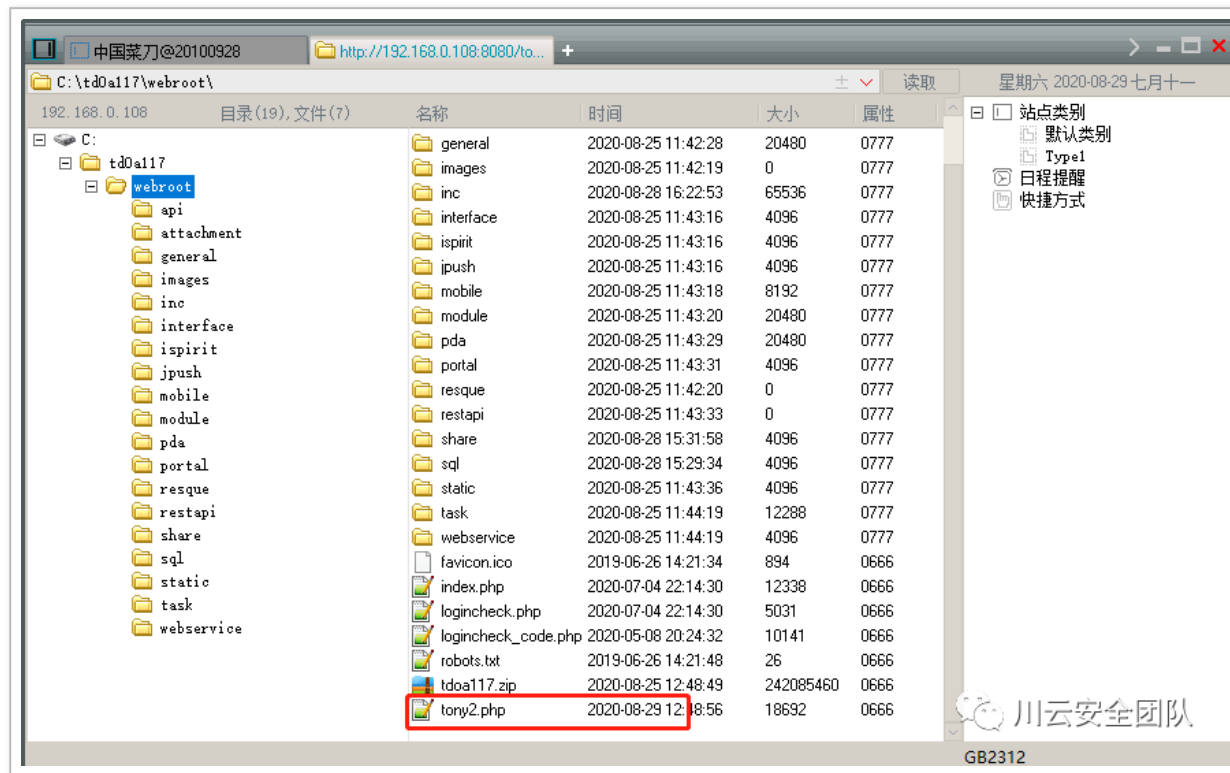 中国菜刀@20100928
http://192.168.0.108:8080/to...
C:\td0a117\webroot\
读取
星期六 2020-08-29 七月十一
192.168.0.108 目录(19),文件(7)
名称 时间 大小 属性
C:
td0a117
webroot
api
attachment
general
images
inc
interface
ispirit
jpush
mobile
module
pda
portal
resque
restapi
share
sql
static
task
webservice
general 2020-08-25 11:42:28 20480 0777
images 2020-08-25 11:42:19 0 0777
inc 2020-08-28 16:22:53 65536 0777
interface 2020-08-25 11:43:16 4096 0777
ispirit 2020-08-25 11:43:16 4096 0777
jpush 2020-08-25 11:43:16 4096 0777
mobile 2020-08-25 11:43:18 8192 0777
module 2020-08-25 11:43:20 20480 0777
pda 2020-08-25 11:43:29 20480 0777
portal 2020-08-25 11:43:31 4096 0777
resque 2020-08-25 11:42:20 0 0777
restapi 2020-08-25 11:43:33 0 0777
share 2020-08-28 15:31:58 4096 0777
sql 2020-08-28 15:29:34 4096 0777
static 2020-08-25 11:43:36 4096 0777
task 2020-08-25 11:44:19 12288 0777
webservice 2020-08-25 11:44:19 4096 0777
favicon.ico 2019-06-26 14:21:34 894 0666
index.php 2020-07-04 22:14:30 12338 0666
logincheck.php 2020-07-04 22:14:30 5031 0666
logincheck_code.php 2020-05-08 20:24:32 10141 0666
robots.txt 2019-06-26 14:21:48 26 0666
tdoa117.zip 2020-08-25 12:48:49 242085460 0666
tony2.php 2020-08-29 12:48:56 18692 0666
站点类别
默认类别
Type1
日程提醒
快捷方式
川云安全团队
GB2312